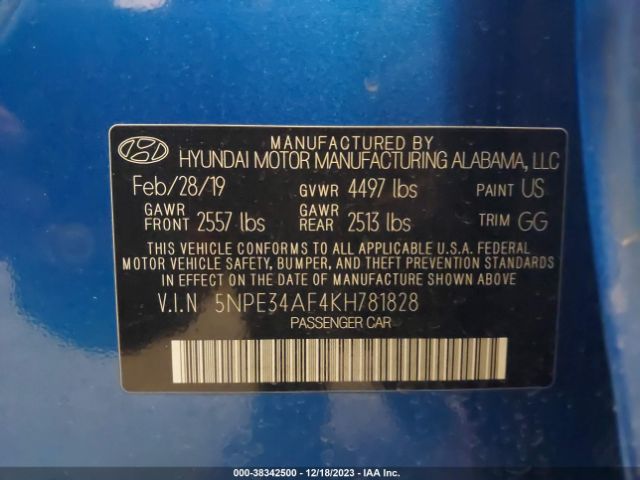 MANUFACTURED BY
HYUNDAI MOTOR MANUFACTURING ALABAMA, LLC
Feb/28/19 GVWR 4497 lbs PAINT US
GAWR FRONT 2557 lbs GAWR REAR 2513 lbs TRIM GG
THIS VEHICLE CONFORMS TO ALL APPLICABLE U.S.A. FEDERAL
MOTOR VEHICLE SAFETY, BUMPER, AND THEFT PREVENTION STANDARDS
IN EFFECT ON THE DATE OF MANUFACTURE SHOWN ABOVE.
V.I.N 5NPE34AF4KH781828
PASSENGER CAR
000-38342500 - 12/18/2023 - IAA Inc.